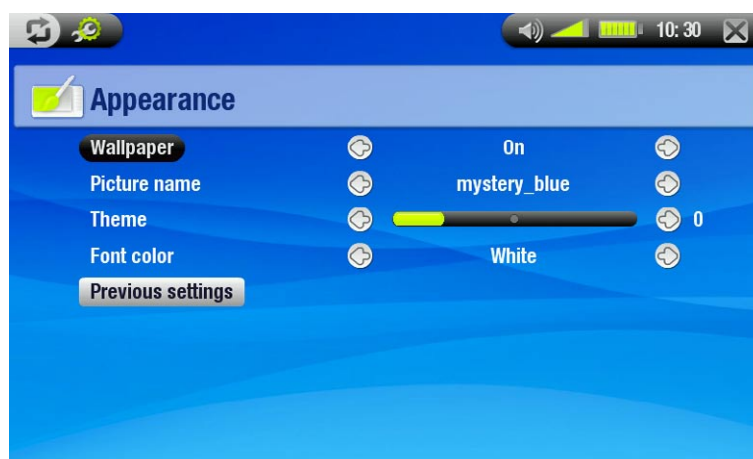 10:30
Appearance
Wallpaper On
Picture name mystery_blue
Theme 0
Font color White
Previous settings